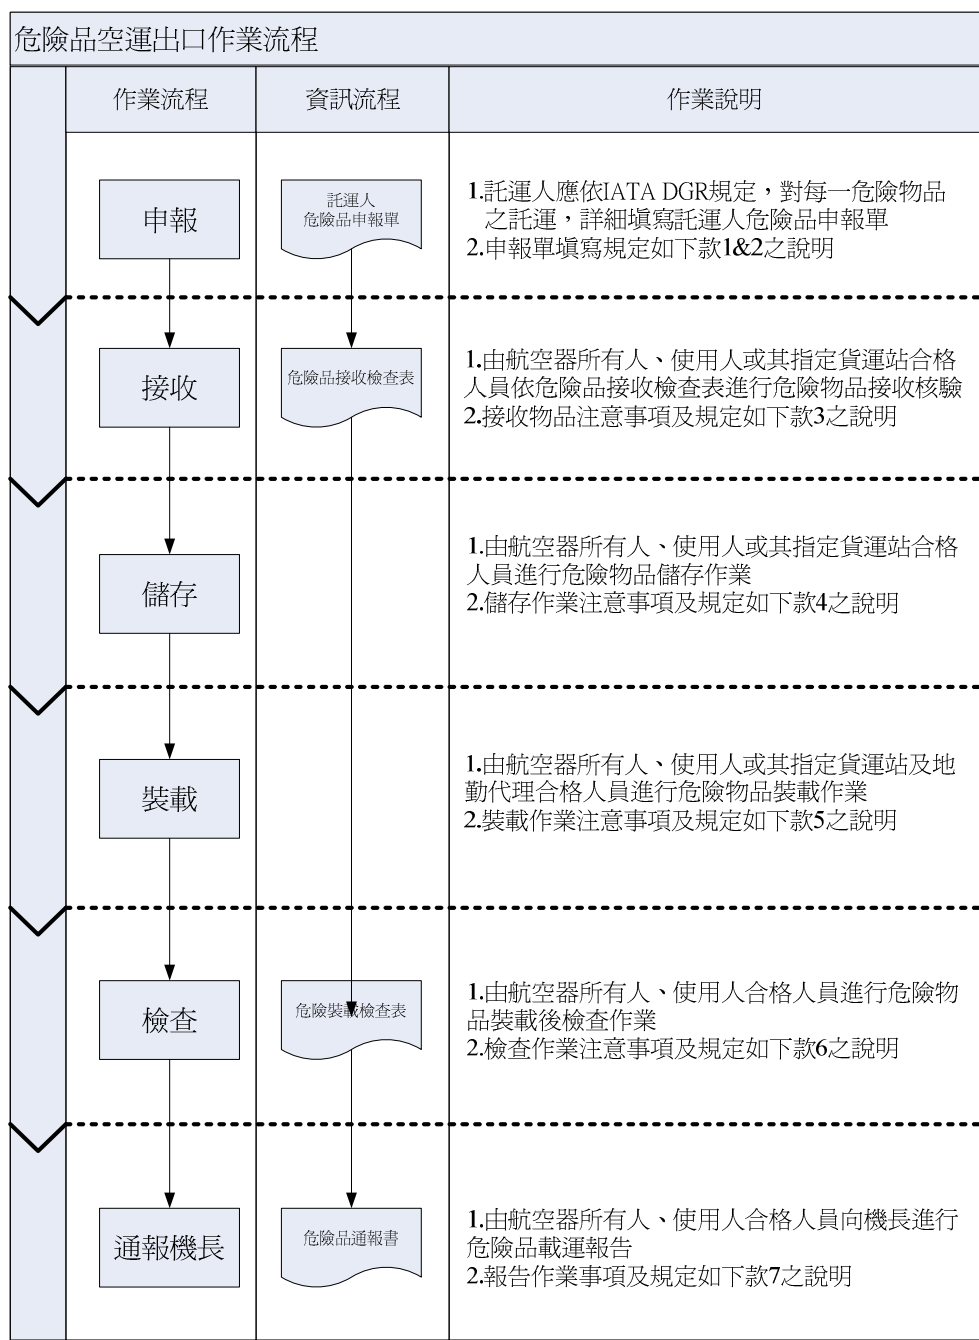 危險品空運出口作業流程
作業流程
資訊流程
作業說明
申報
託運人
危險品申報單
1.託運人應依IATA DGR規定，對每一危險物品
之託運，詳細填寫託運人危險品申報單
2.申報單填寫規定如下款1&2之說明
接收
危險品接收檢查表
1.由航空器所有人、使用人或其指定貨運站合格
人員依危險品接收檢查表進行危險物品接收核驗
2.接收物品注意事項及規定如下款3之說明
儲存
1.由航空器所有人、使用人或其指定貨運站合格
人員進行危險物品儲存作業
2.儲存作業注意事項及規定如下款4之說明
裝載
1.由航空器所有人、使用人或其指定貨運站及地
勤代理合格人員進行危險物品裝載作業
2.裝載作業注意事項及規定如下款5之說明
檢查
危險裝載檢查表
1.由航空器所有人、使用人合格人員進行危險物
品裝載後檢查作業
2.檢查作業注意事項及規定如下款6之說明
通報機長
危險品通報書
1.由航空器所有人、使用人合格人員向機長進行
危險品載運報告
2.報告作業事項及規定如下款7之說明